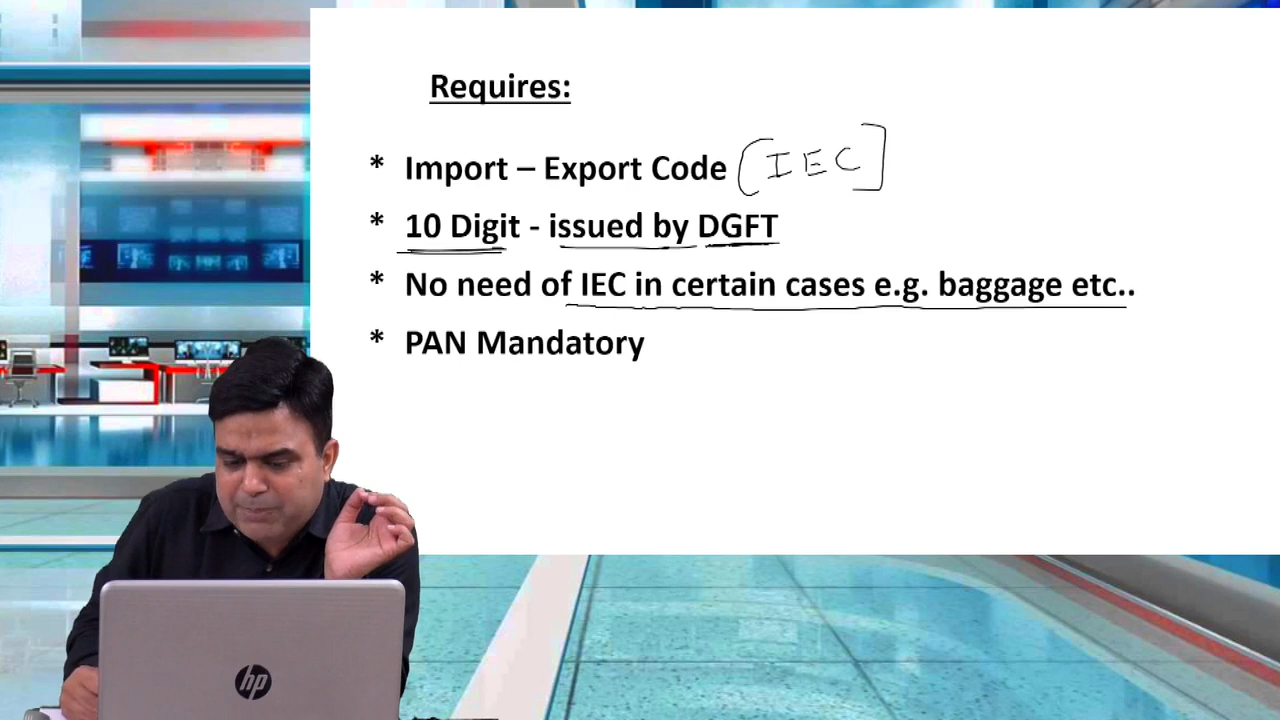 Requires:
* Import – Export Code [IEC]
* 10 Digit - issued by DGFT
* No need of IEC in certain cases e.g. baggage etc..
* PAN Mandatory
hp